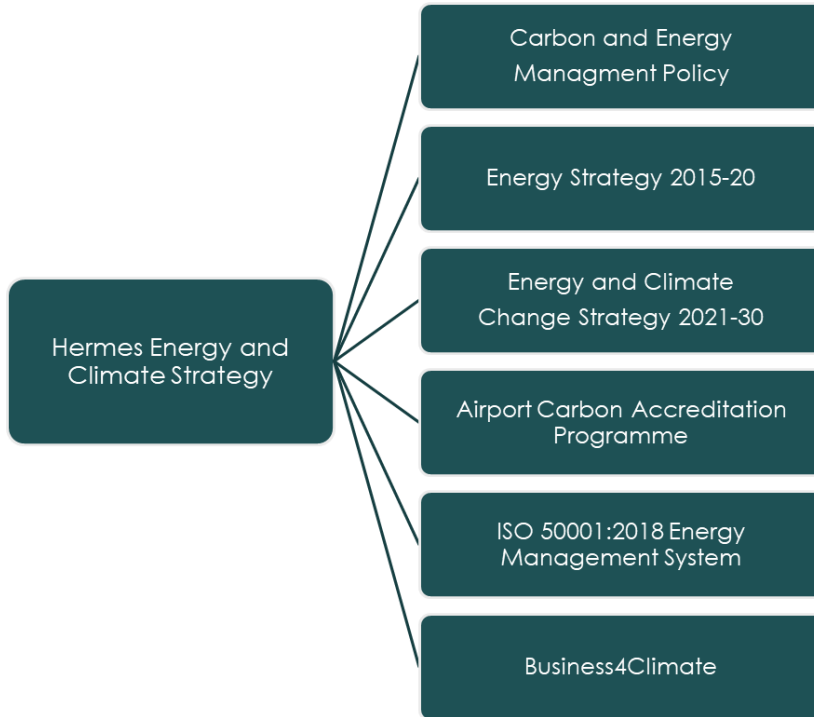 Carbon and Energy
Managment Policy
Energy Strategy 2015-20
Energy and Climate
Change Strategy 2021-30
Hermes Energy and
Climate Strategy
Airport Carbon Accreditation
Programme
ISO 50001:2018 Energy
Management System
Business4Climate